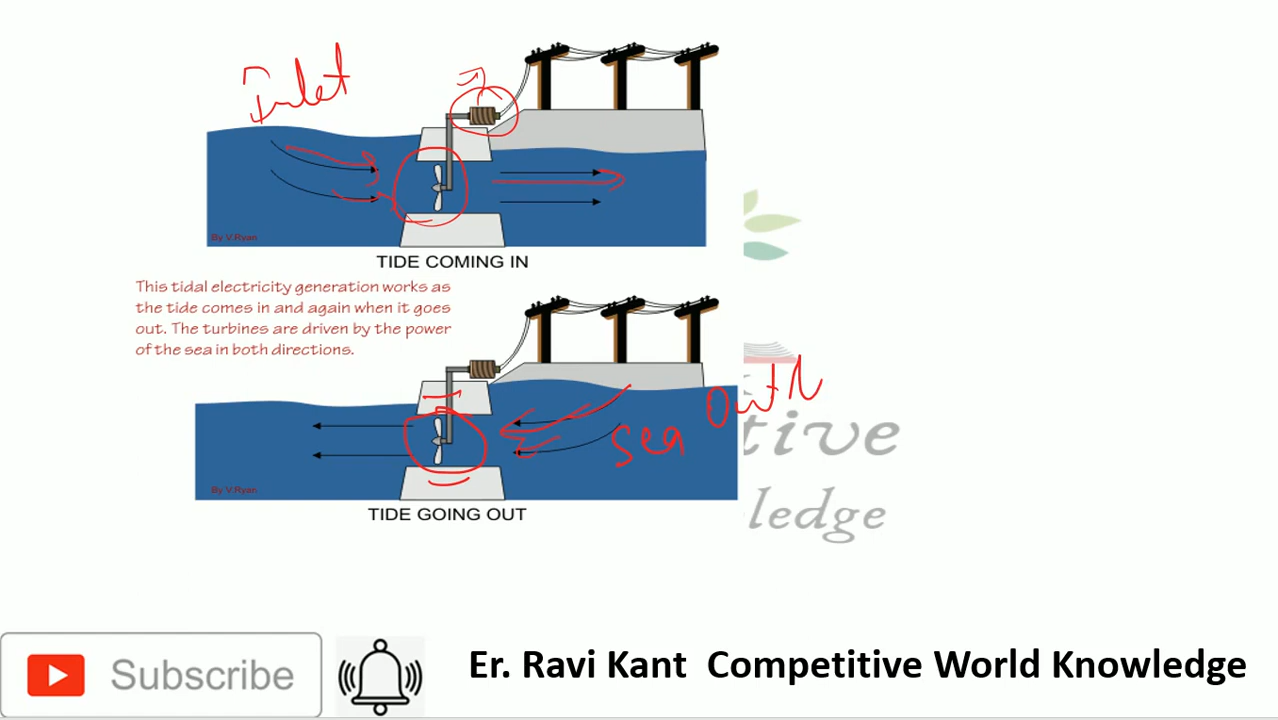 Inlet
By V.Ryan
TIDE COMING IN
This tidal electricity generation works as
the tide comes in and again when it goes
out. The turbines are driven by the power
of the sea in both directions.
Sea
tive
ledge
By V.Ryan
TIDE GOING OUT
Subscribe
Er. Ravi Kant Competitive World Knowledge